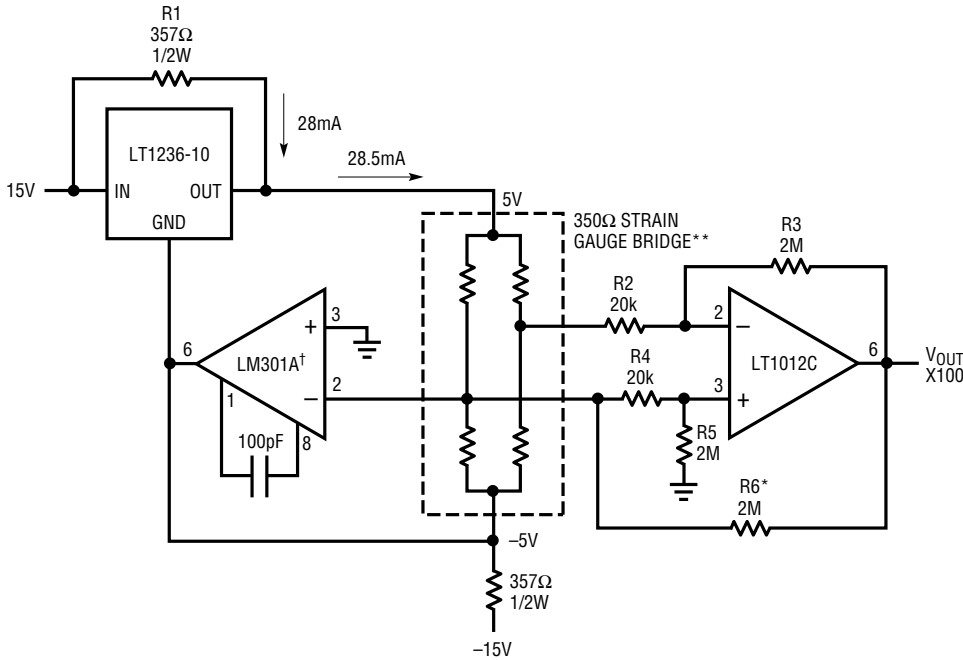 R1
357Ω
1/2W
28mA
LT1236-10
28.5mA
15V
IN
OUT
GND
5V
350Ω STRAIN
GAUGE BRIDGE**
R3
2M
R2
20k
3
+
6
LM301A†
2
–
1
8
100pF
2
–
R4
20k
LT1012C
6
VOUT
X100
3
+
R5
2M
R6*
2M
–5V
357Ω
1/2W
–15V